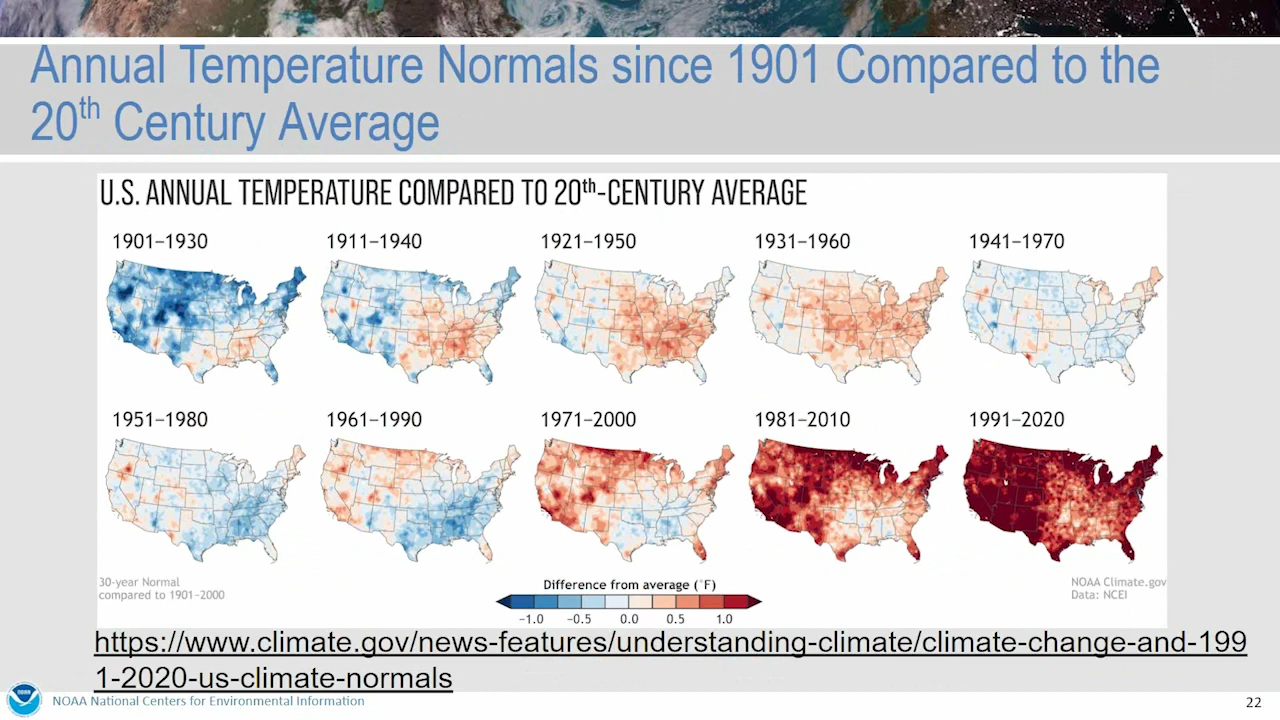 Annual Temperature Normals since 1901 Compared to the
20th Century Average
U.S. ANNUAL TEMPERATURE COMPARED TO 20th-CENTURY AVERAGE
1901–1930
1911–1940
1921–1950
1931–1960
1941–1970
1951–1980
1961–1990
1971–2000
1981–2010
1991–2020
30-year Normal
compared to 1901–2000
Difference from average (°F)
−1.0 −0.5 0.0 0.5 1.0
NOAA Climate.gov
Data: NCEI
https://www.climate.gov/news-features/understanding-climate/climate-change-and-199
1-2020-us-climate-normals
NOAA National Centers for Environmental Information
22